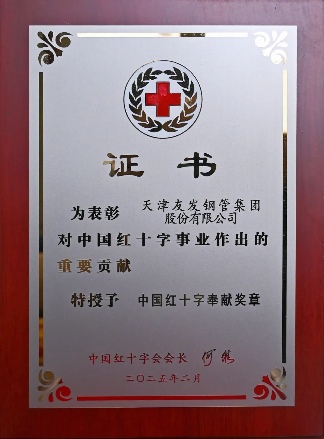 证书
为表彰 天津友发钢管集团
股份有限公司
对中国红十字事业作出的
重要贡献
特授予 中国红十字奉献奖章
中国红十字会会长
二〇二五年二月